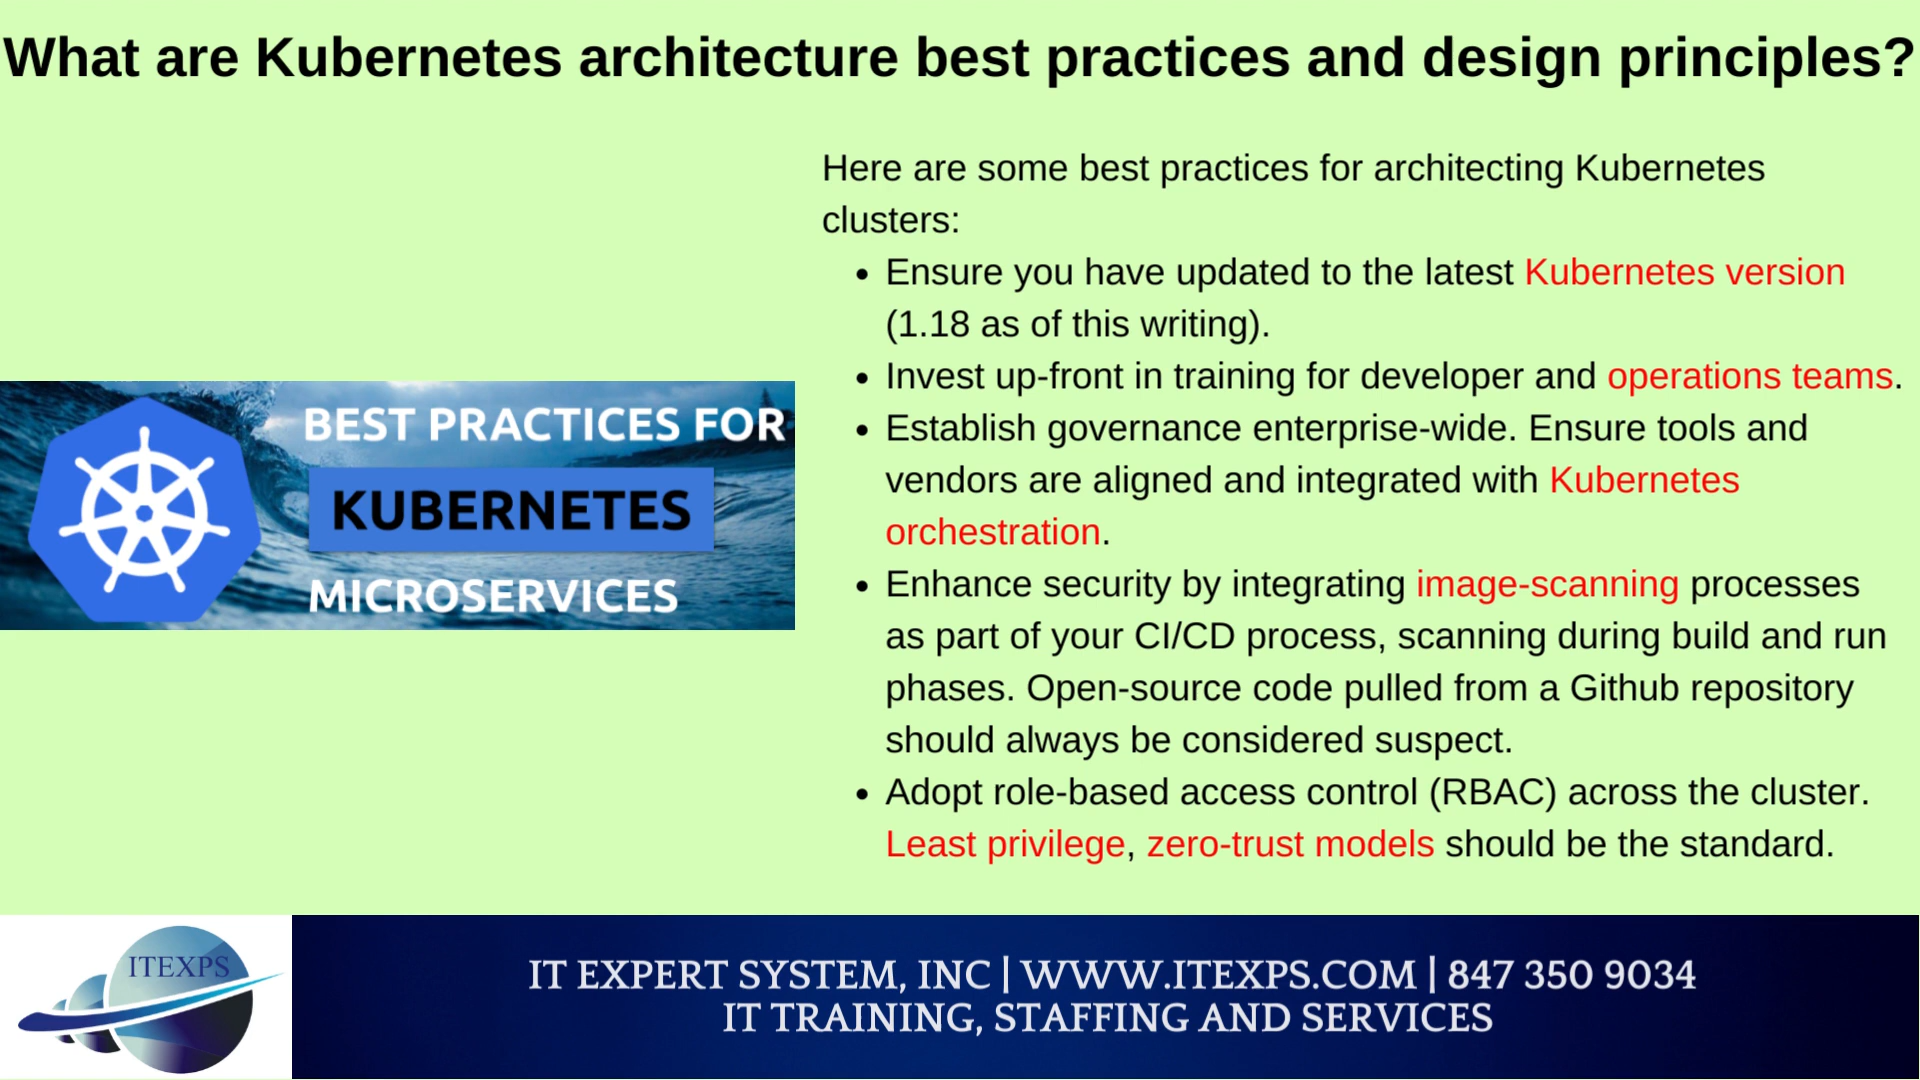 What are Kubernetes architecture best practices and design principles?
Here are some best practices for architecting Kubernetes
clusters:
• Ensure you have updated to the latest Kubernetes version
(1.18 as of this writing).
• Invest up-front in training for developer and operations teams.
• Establish governance enterprise-wide. Ensure tools and
vendors are aligned and integrated with Kubernetes
orchestration.
• Enhance security by integrating image-scanning processes
as part of your CI/CD process, scanning during build and run
phases. Open-source code pulled from a Github repository
should always be considered suspect.
• Adopt role-based access control (RBAC) across the cluster.
Least privilege, zero-trust models should be the standard.
BEST PRACTICES FOR
KUBERNETES
MICROSERVICES
ITEXPS
IT EXPERT SYSTEM, INC | WWW.ITEXPS.COM | 847 350 9034
IT TRAINING, STAFFING AND SERVICES